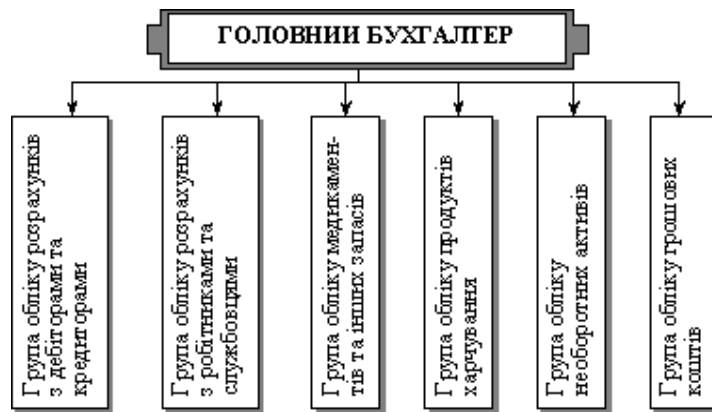 ГОЛОВНИЙ БУХГАЛТЕР
Група обліку розрахунків
з дебіторами та
кредиторами
Група обліку розрахунків
з робітниками та
службовцями
Група обліку медикамен-
тів та інших запасів
Група обліку продуктів
харчування
Група обліку
необоротних активів
Група обліку грошових
коштів